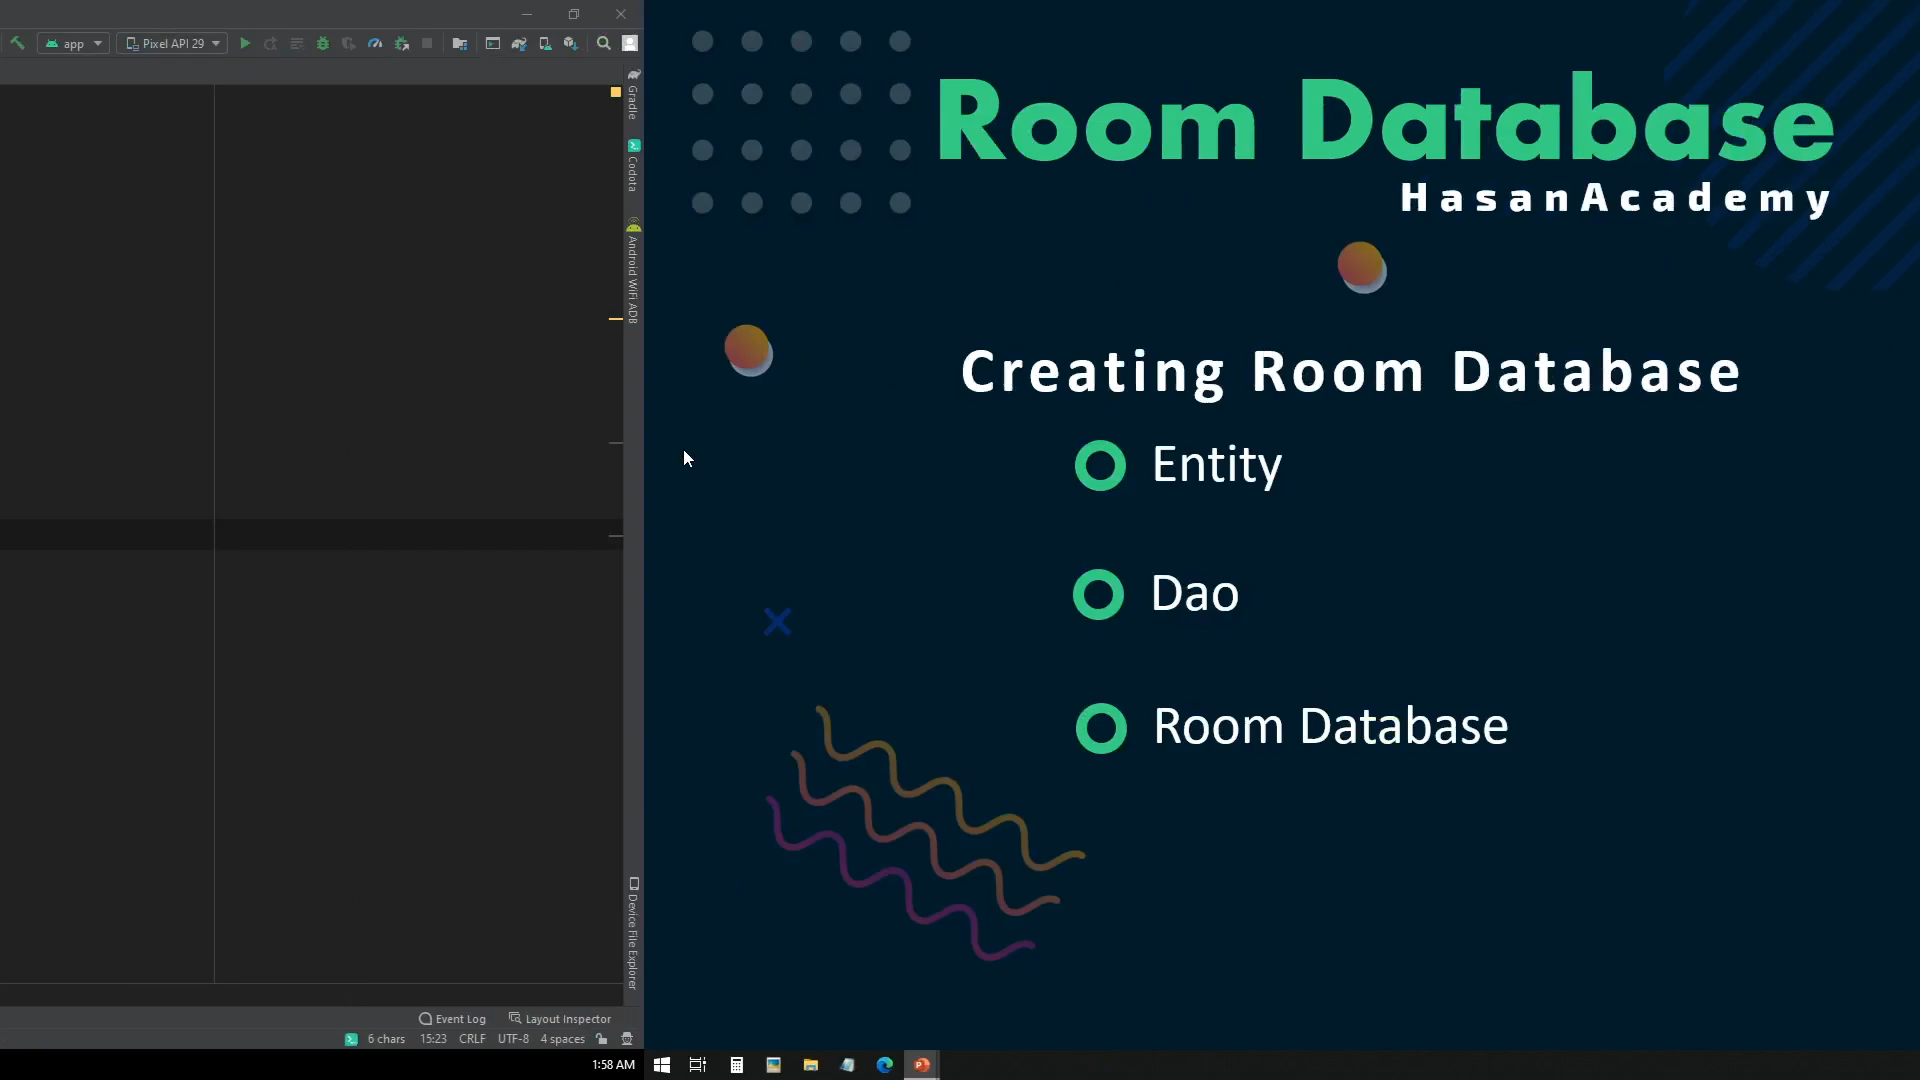 app
Pixel API 29
Gradle
Codota
Android WiFi ADB
Device File Explorer
Event Log
Layout Inspector
6 chars
15:23
CRLF
UTF-8
4 spaces
1:58 AM
Room Database
HasanAcademy
Creating Room Database
Entity
Dao
Room Database